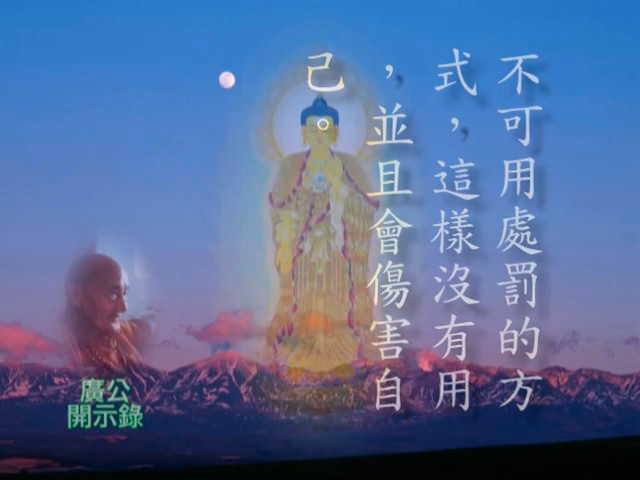 不可用處罰的方
式，這樣沒有用
，並且會傷害自
己。
廣公
開示錄